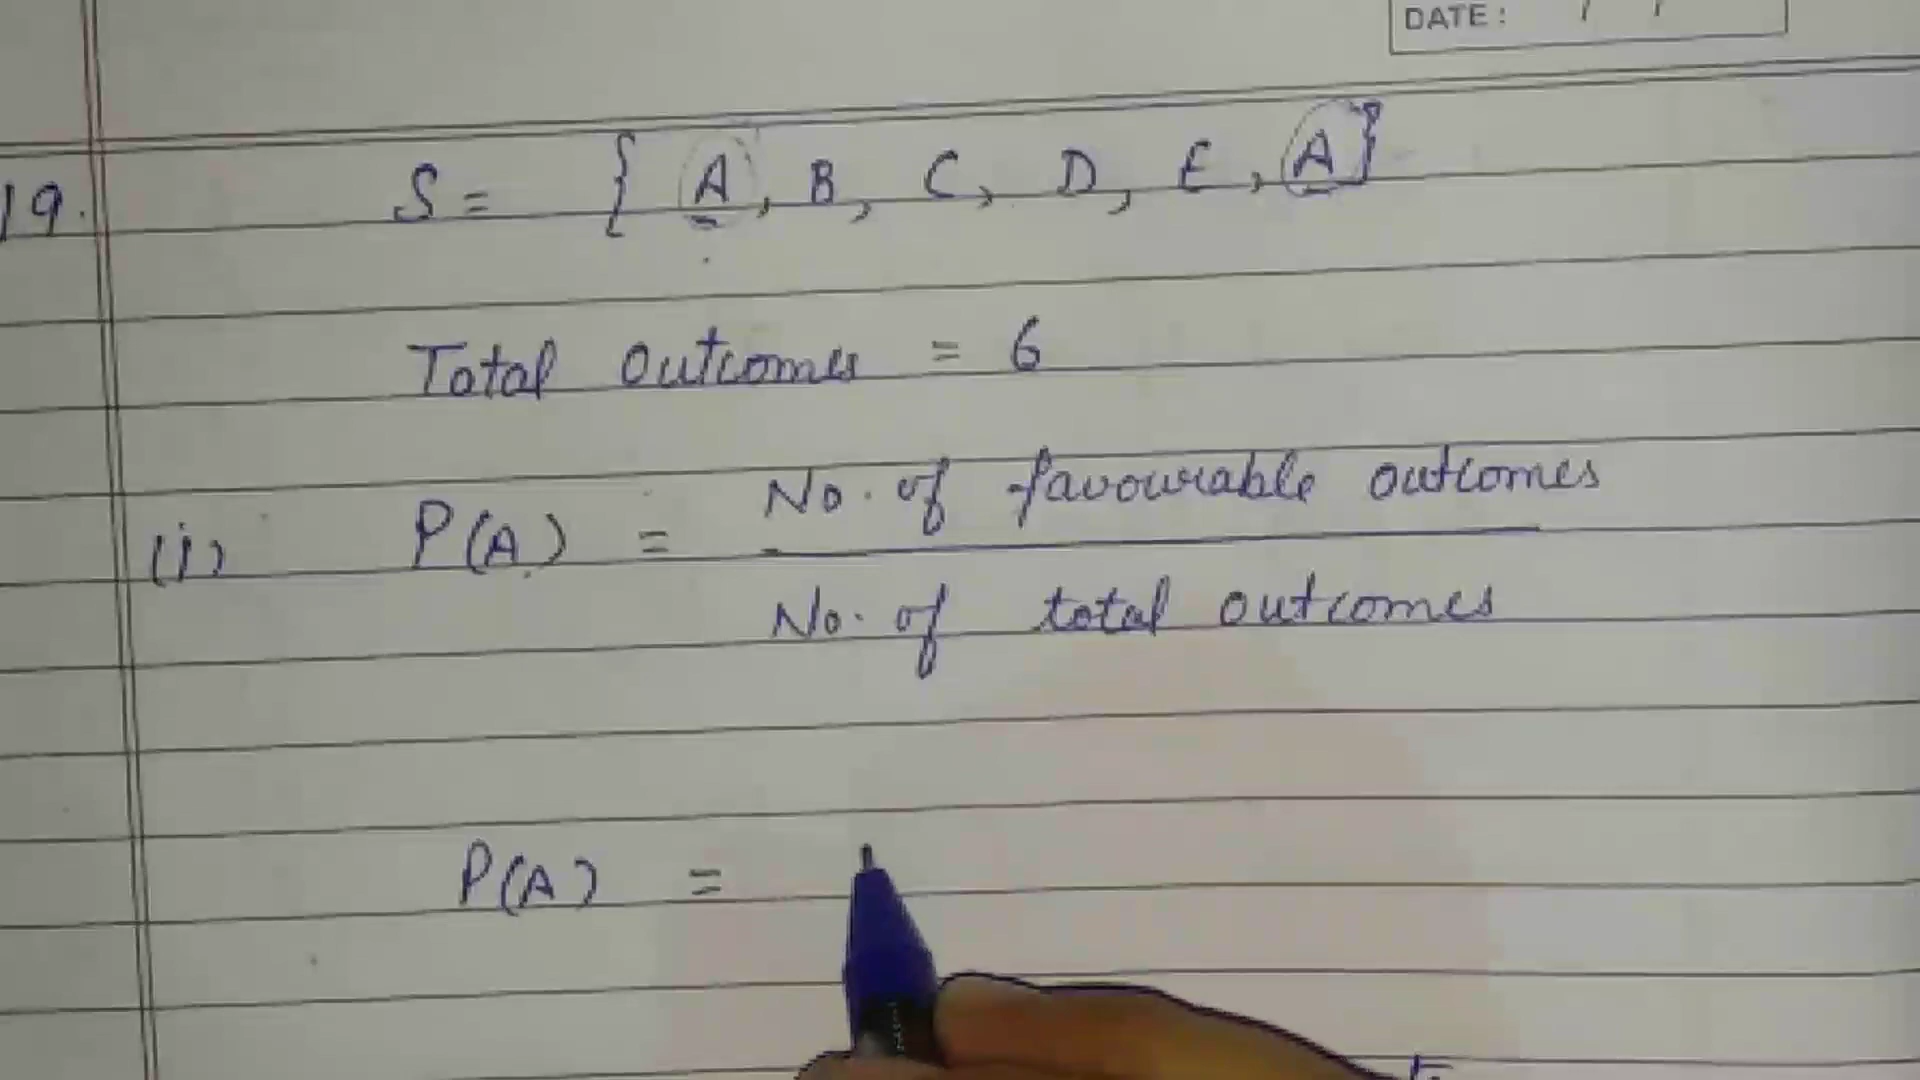 DATE: / /
19. S = { A, B, C, D, E, A }
Total outcomes = 6
(i) P(A) = No. of favourable outcomes
No. of total outcomes
P(A) =